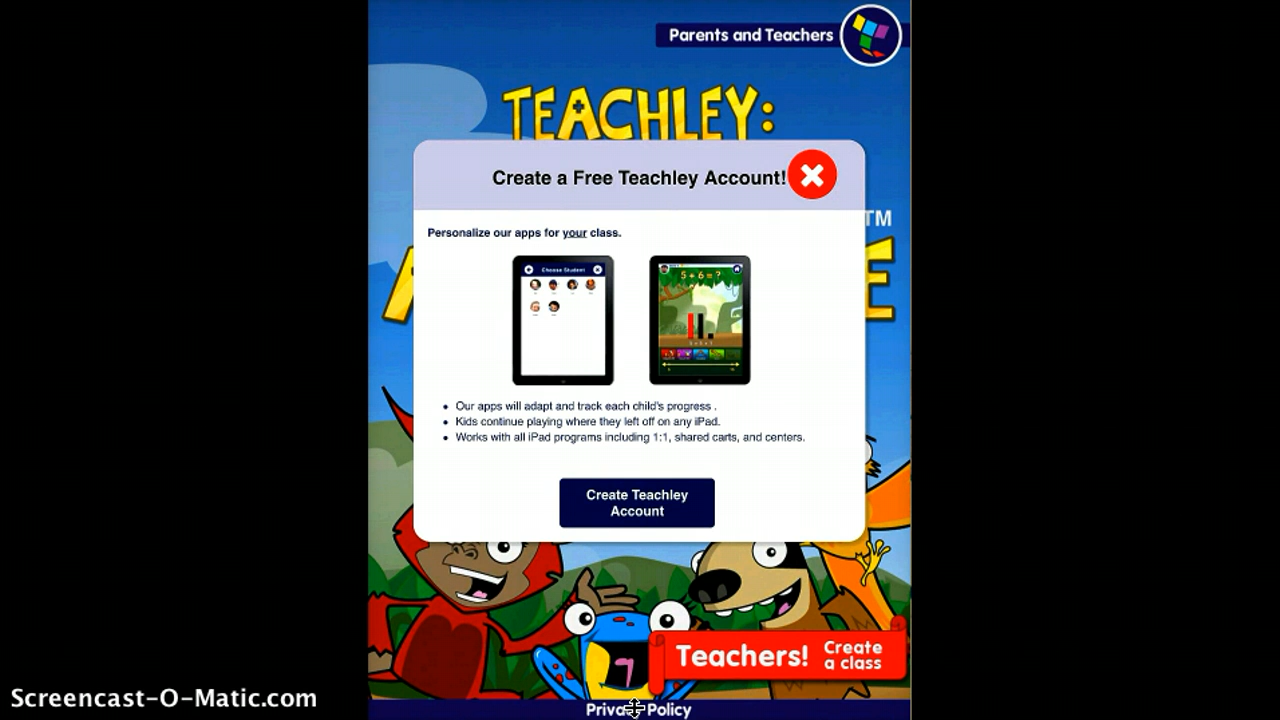 Parents and Teachers
TEACHLEY:
TM
E
Create a Free Teachley Account!
Personalize our apps for your class.
Choose Student
5 + 6 = ?
• Our apps will adapt and track each child's progress .
• Kids continue playing where they left off on any iPad.
• Works with all iPad programs including 1:1, shared carts, and centers.
Create Teachley
Account
Teachers!
Create
a class
Privacy Policy
Screencast-O-Matic.com